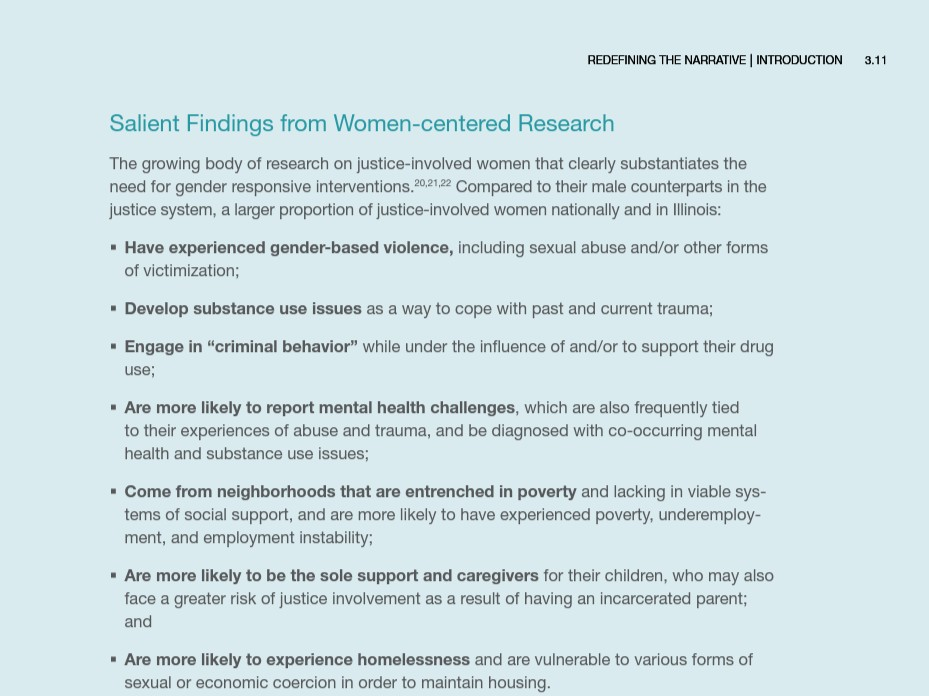 REDEFINING THE NARRATIVE | INTRODUCTION 3.11
Salient Findings from Women-centered Research
The growing body of research on justice-involved women that clearly substantiates the
need for gender responsive interventions.20,21,22 Compared to their male counterparts in the
justice system, a larger proportion of justice-involved women nationally and in Illinois:
▪ Have experienced gender-based violence, including sexual abuse and/or other forms
of victimization;
▪ Develop substance use issues as a way to cope with past and current trauma;
▪ Engage in “criminal behavior” while under the influence of and/or to support their drug
use;
▪ Are more likely to report mental health challenges, which are also frequently tied
to their experiences of abuse and trauma, and be diagnosed with co-occurring mental
health and substance use issues;
▪ Come from neighborhoods that are entrenched in poverty and lacking in viable sys-
tems of social support, and are more likely to have experienced poverty, underemploy-
ment, and employment instability;
▪ Are more likely to be the sole support and caregivers for their children, who may also
face a greater risk of justice involvement as a result of having an incarcerated parent;
and
▪ Are more likely to experience homelessness and are vulnerable to various forms of
sexual or economic coercion in order to maintain housing.